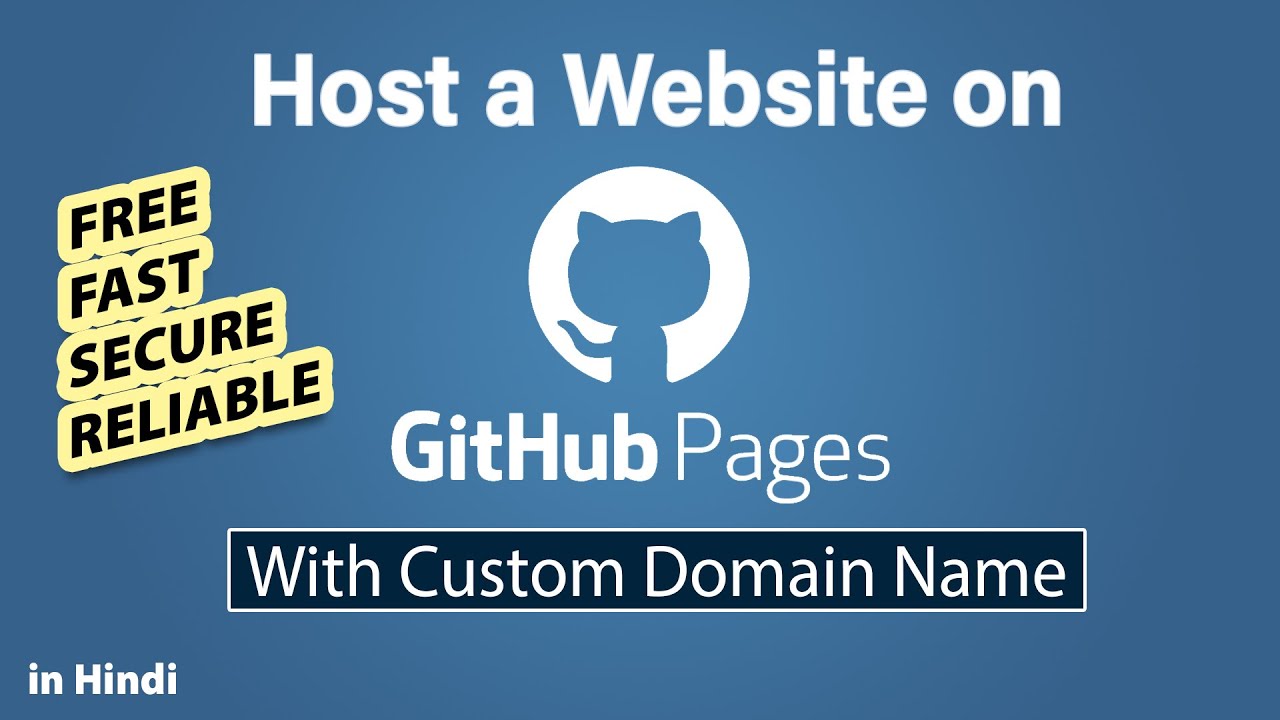 Host a Website on
FREE
FAST
SECURE
RELIABLE
GitHub Pages
With Custom Domain Name
in Hindi